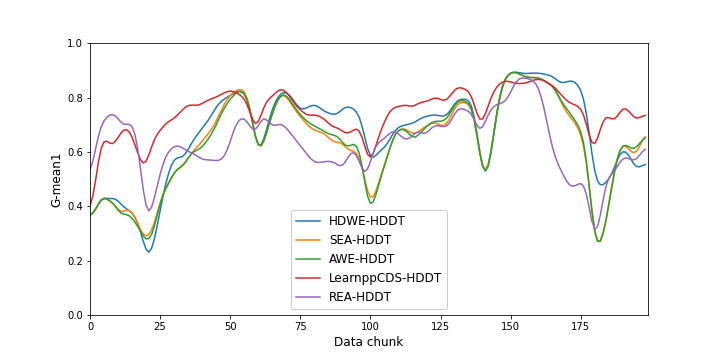 1.0
0.8
0.6
0.4
0.2
0.0
G-mean1
HDWE-HDDT
SEA-HDDT
AWE-HDDT
LearnppCDS-HDDT
REA-HDDT
0 25 50 75 100 125 150 175
Data chunk